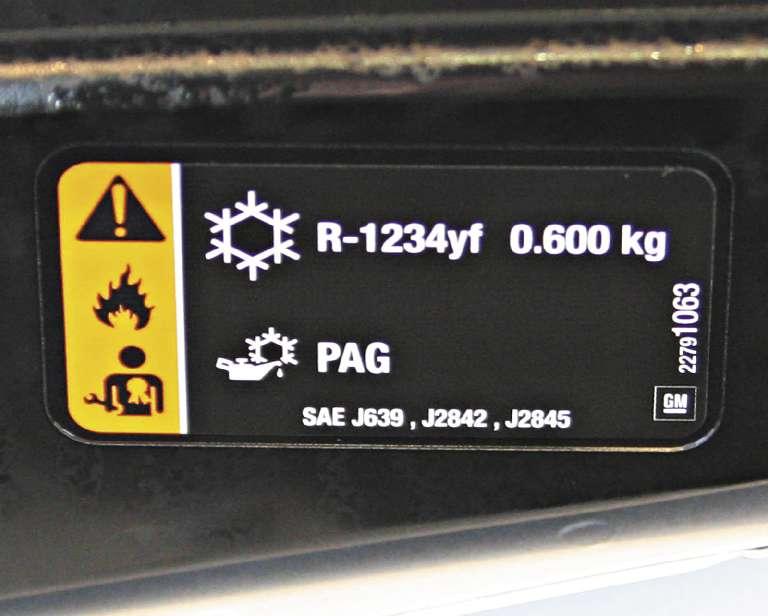 R-1234yf 0.600 kg
PAG
SAE J639 , J2842 , J2845
22791063
GM